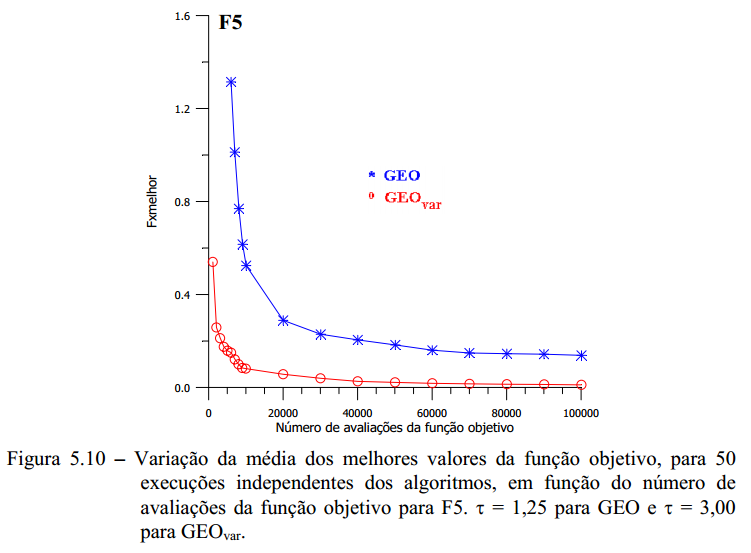 F5
1.6
1.2
0.8
0.4
0.0
Fxmelhor
* GEO
o GEOvar
0 20000 40000 60000 80000 100000
Número de avaliações da função objetivo
Figura 5.10 – Variação da média dos melhores valores da função objetivo, para 50
execuções independentes dos algoritmos, em função do número de
avaliações da função objetivo para F5. τ = 1,25 para GEO e τ = 3,00
para GEOvar.